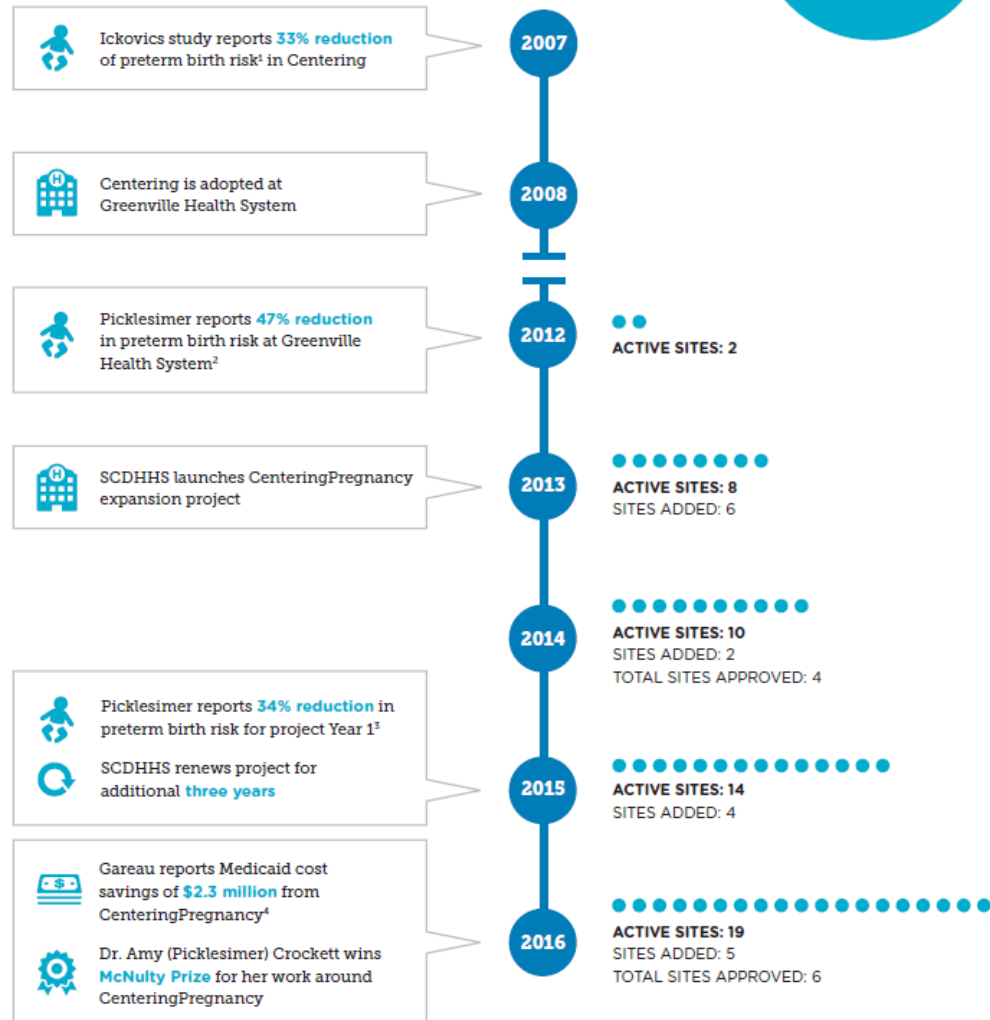 Ickovics study reports 33% reduction
of preterm birth risk¹ in Centering
2007
Centering is adopted at
Greenville Health System
2008
Picklesimer reports 47% reduction
in preterm birth risk at Greenville
Health System²
2012
ACTIVE SITES: 2
SCDHHS launches CenteringPregnancy
expansion project
2013
ACTIVE SITES: 8
SITES ADDED: 6
2014
ACTIVE SITES: 10
SITES ADDED: 2
TOTAL SITES APPROVED: 4
Picklesimer reports 34% reduction in
preterm birth risk for project Year 1³
SCDHHS renews project for
additional three years
2015
ACTIVE SITES: 14
SITES ADDED: 4
Gareau reports Medicaid cost
savings of $2.3 million from
CenteringPregnancy⁴
Dr. Amy (Picklesimer) Crockett wins
McNulty Prize for her work around
CenteringPregnancy
2016
ACTIVE SITES: 19
SITES ADDED: 5
TOTAL SITES APPROVED: 6
H
H
$